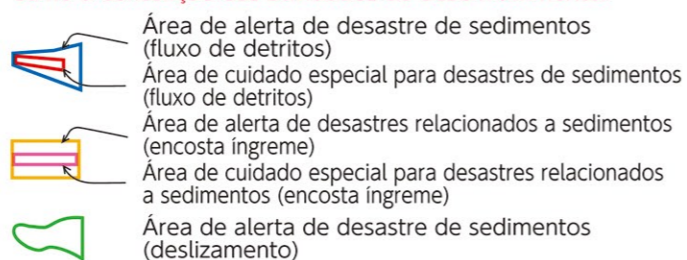 Área de alerta de desastre de sedimentos
(fluxo de detritos)
Área de cuidado especial para desastres de sedimentos
(fluxo de detritos)
Área de alerta de desastres relacionados a sedimentos
(encosta íngreme)
Área de cuidado especial para desastres relacionados
a sedimentos (encosta íngreme)
Área de alerta de desastre de sedimentos
(deslizamento)